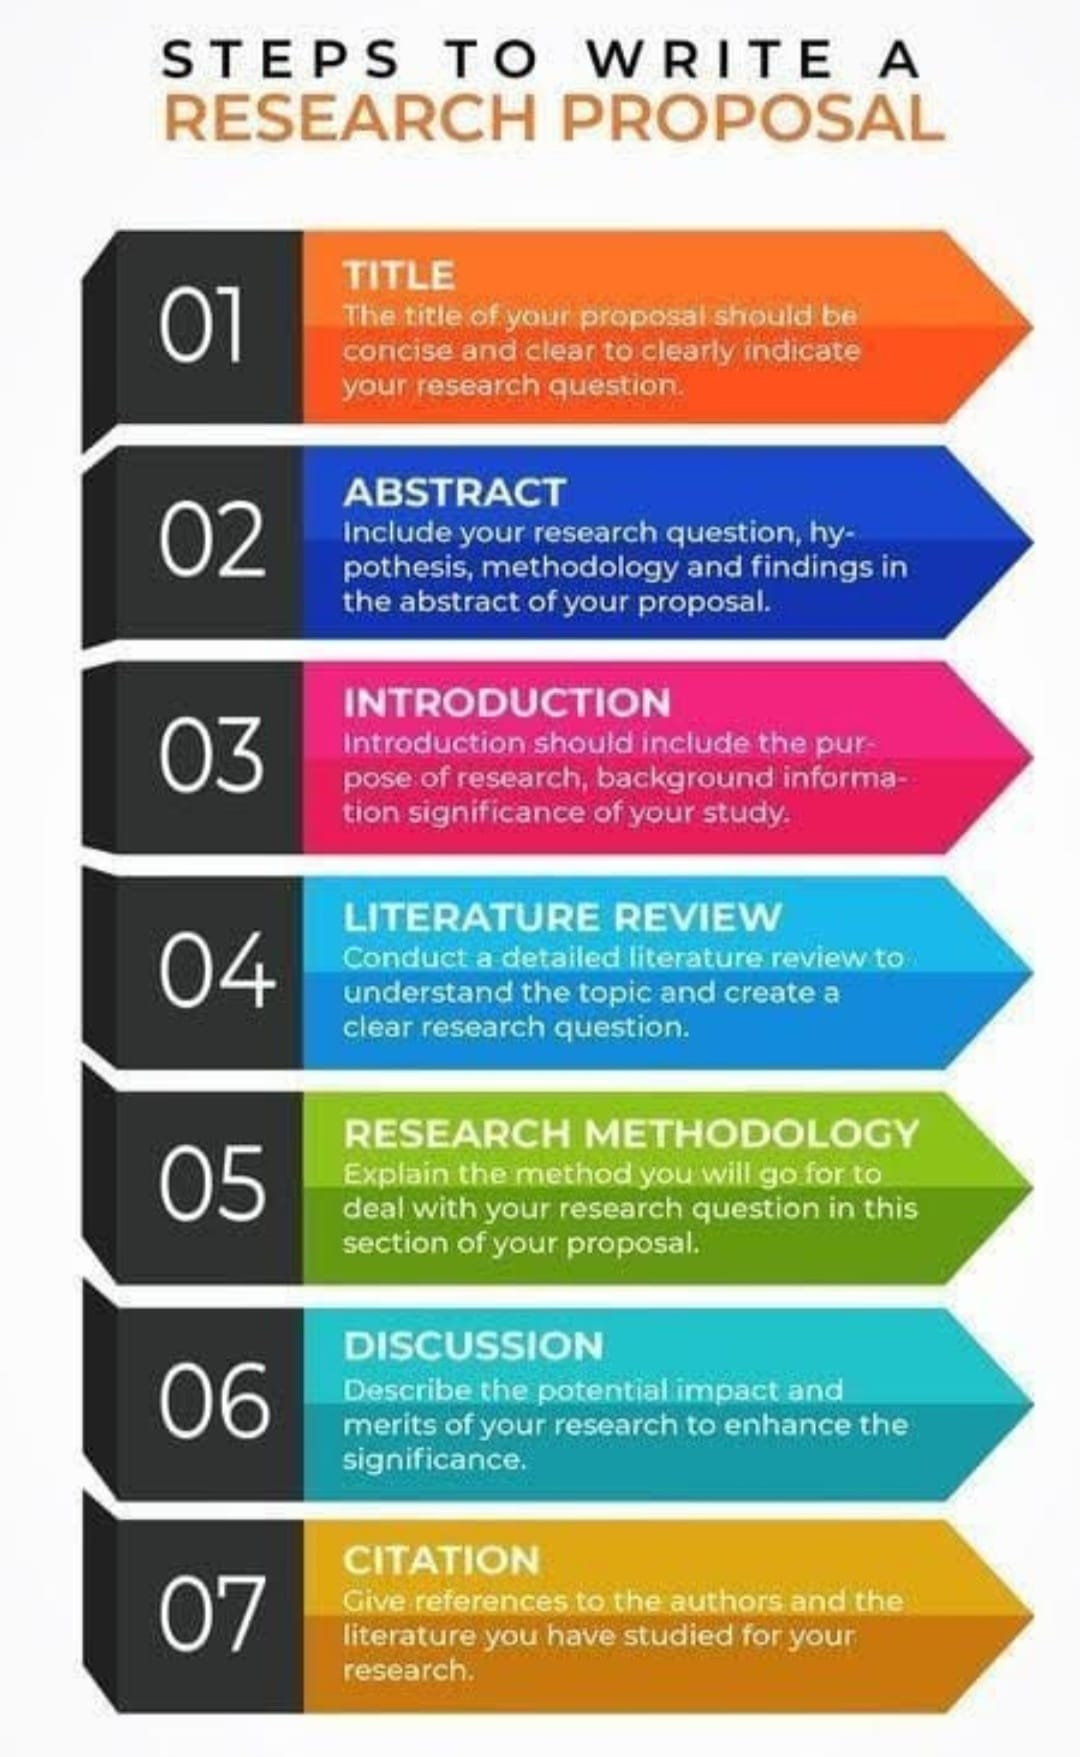 STEPS TO WRITE A
RESEARCH PROPOSAL
01
TITLE
The title of your proposal should be
concise and clear to clearly indicate
your research question.
02
ABSTRACT
Include your research question, hy-
pothesis, methodology and findings in
the abstract of your proposal.
03
INTRODUCTION
Introduction should include the pur-
pose of research, background informa-
tion significance of your study.
04
LITERATURE REVIEW
Conduct a detailed literature review to
understand the topic and create a
clear research question.
05
RESEARCH METHODOLOGY
Explain the method you will go for to
deal with your research question in this
section of your proposal.
06
DISCUSSION
Describe the potential impact and
merits of your research to enhance the
significance.
07
CITATION
Give references to the authors and the
literature you have studied for your
research.